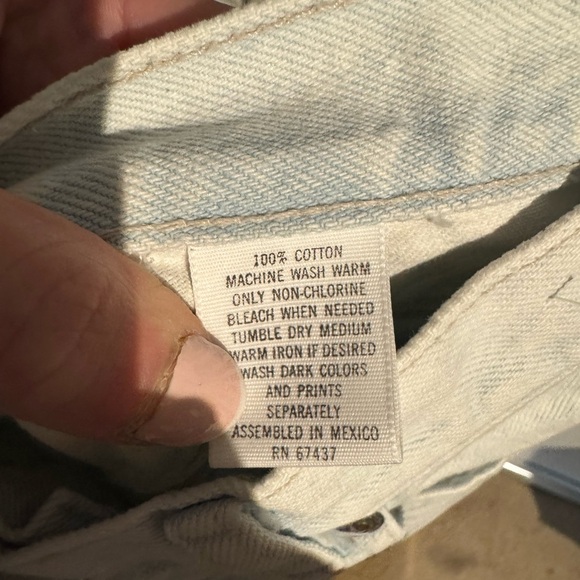 100% COTTON
MACHINE WASH WARM
ONLY NON-CHLORINE
BLEACH WHEN NEEDED
TUMBLE DRY MEDIUM
WARM IRON IF DESIRED
WASH DARK COLORS
AND PRINTS
SEPARATELY
ASSEMBLED IN MEXICO
RN 67437